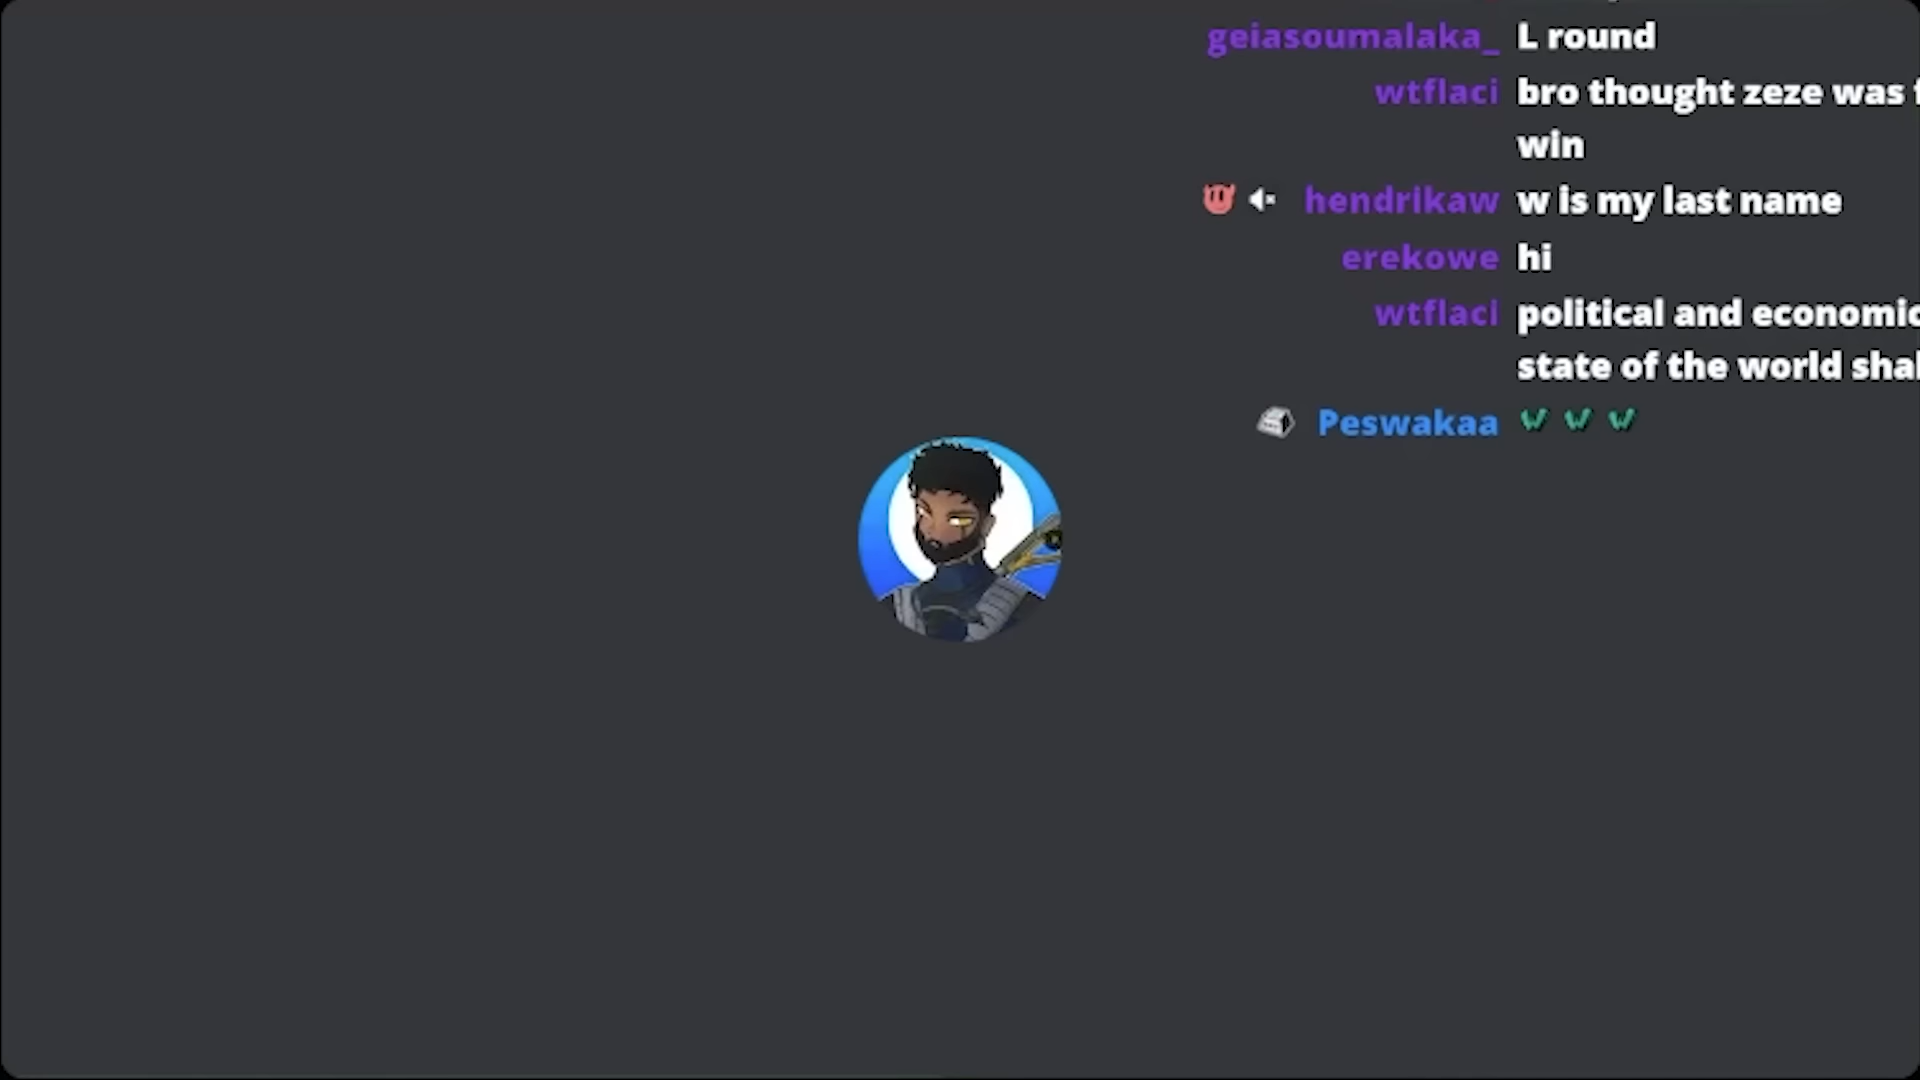 geiasoumalaka_ L round
wtflaci bro thought zeze was
win
hendrikaw w is my last name
erekowe hi
wtflaci political and economic
state of the world
Peswakaa W W W